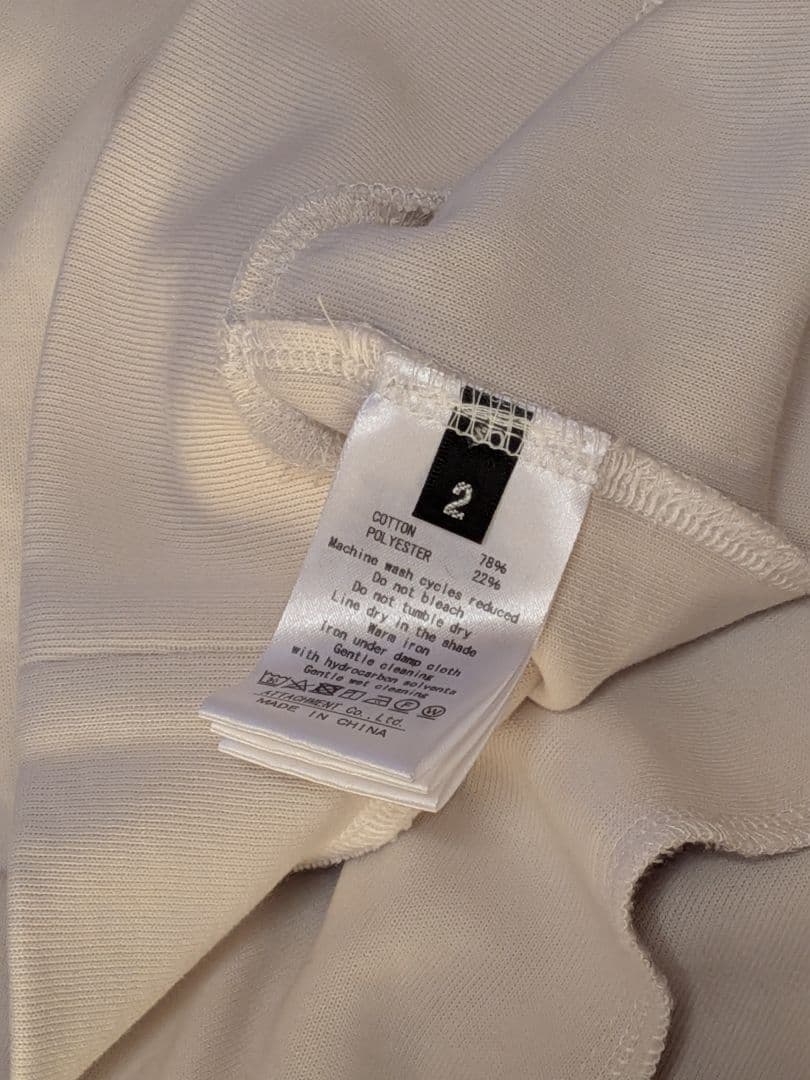 2
COTTON 78%
POLYESTER 22%
Machine wash cycles reduced
Do not bleach
Do not tumble dry
Line dry in the shade
Warm iron
Iron under damp cloth
Gentle cleaning
with hydrocarbon solvents
Gentle wet cleaning
F W
ATTACHMENT Co., Ltd.
MADE IN CHINA